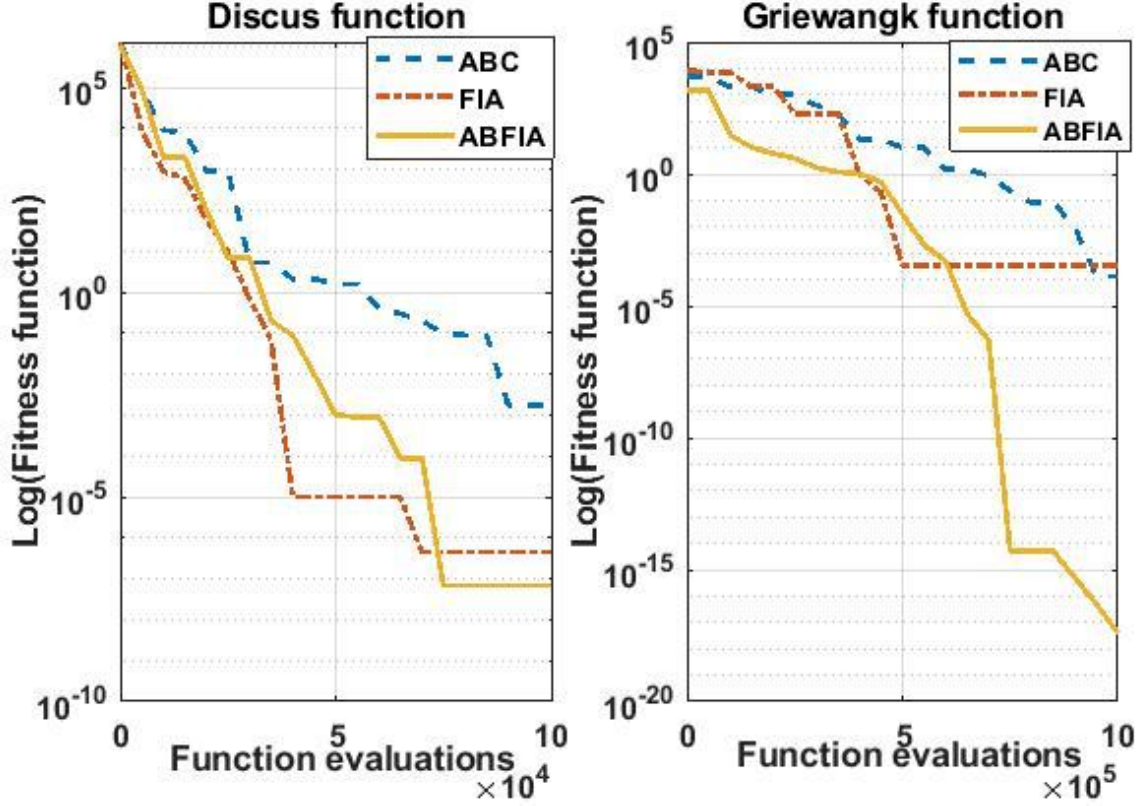 Discus function
ABC
FIA
ABFIA
10^5
10^0
10^-5
10^-10
Log(Fitness function)
0
5
10
Function evaluations
×10^4
Griewangk function
ABC
FIA
ABFIA
10^5
10^0
10^-5
10^-10
10^-15
10^-20
Log(Fitness function)
0
5
10
Function evaluations
×10^5